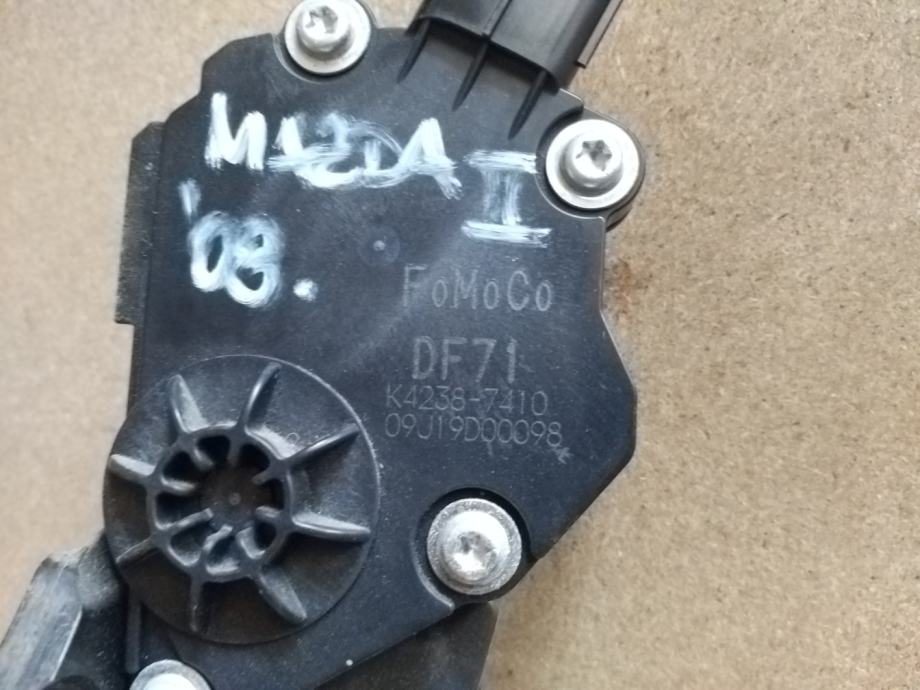 MAZDA II
'08.
FoMoCo
DF71
K4238-7410
09J19D00098